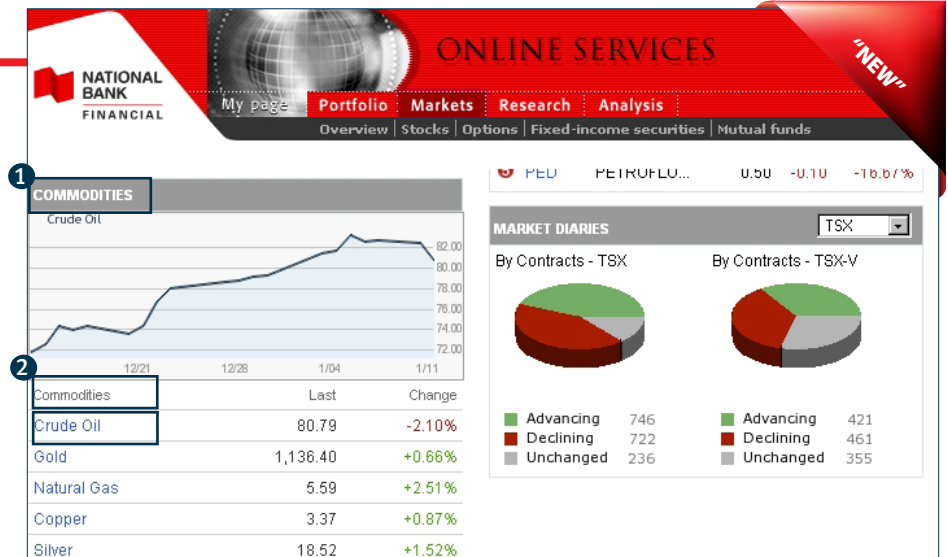 ONLINE SERVICES
"NEW"
NATIONAL
BANK
FINANCIAL
My page Portfolio Markets Research Analysis
Overview | Stocks | Options | Fixed-income securities | Mutual funds
1
COMMODITIES
Crude Oil
82.00
80.00
78.00
76.00
74.00
72.00
12/21 12/28 1/04 1/11
2
Commodities Last Change
Crude Oil 80.79 -2.10%
Gold 1,136.40 +0.66%
Natural Gas 5.59 +2.51%
Copper 3.37 +0.87%
Silver 18.52 +1.52%
5 PED PETROFLO... 0.50 -0.10 -16.67%
MARKET DIARIES TSX
By Contracts - TSX By Contracts - TSX-V
Advancing 746 Advancing 421
Declining 722 Declining 461
Unchanged 236 Unchanged 355